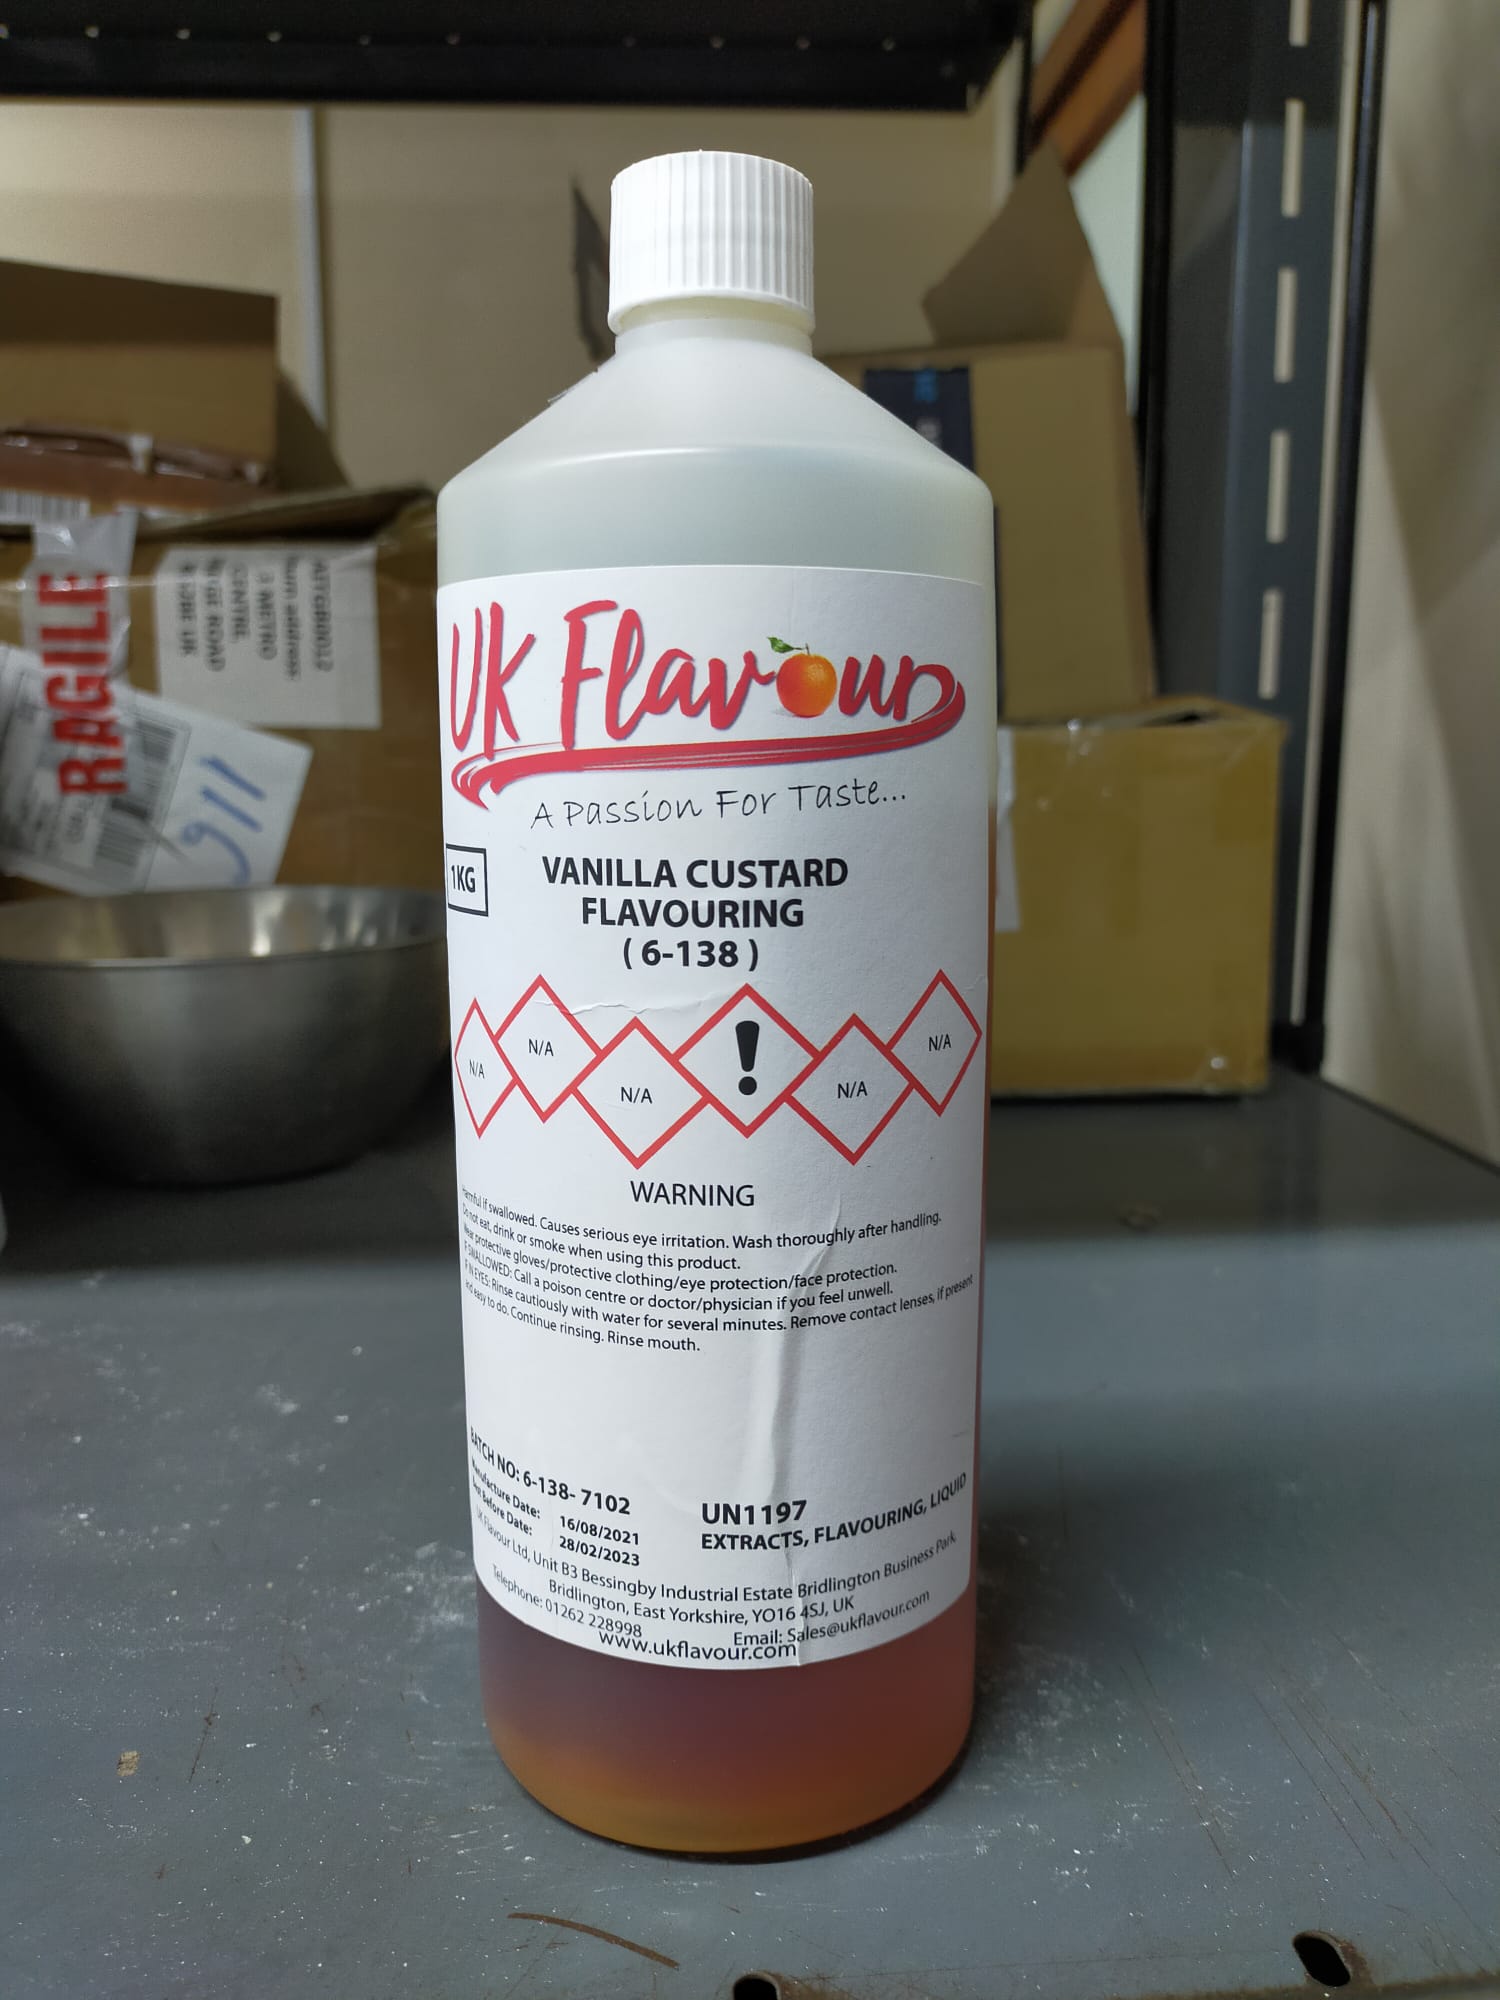 UK Flavour
A Passion For Taste...
1KG
VANILLA CUSTARD
FLAVOURING
( 6-138 )
N/A
N/A
N/A
!
N/A
N/A
WARNING
Harmful if swallowed. Causes serious eye irritation. Wash thoroughly after handling.
Do not eat, drink or smoke when using this product.
Wear protective gloves/protective clothing/eye protection/face protection.
IF SWALLOWED: Call a poison centre or doctor/physician if you feel unwell.
IF IN EYES: Rinse cautiously with water for several minutes. Remove contact lenses, if present
and easy to do. Continue rinsing. Rinse mouth.
BATCH NO: 6-138- 7102
Manufacture Date: 16/08/2021
Best Before Date: 28/02/2023
UN1197
EXTRACTS, FLAVOURING, LIQUID
UK Flavour Ltd, Unit B3 Bessingby Industrial Estate Bridlington Business Park,
Bridlington, East Yorkshire, YO16 4SJ, UK
Telephone: 01262 228998 Email: Sales@ukflavour.com
www.ukflavour.com
RAGILE
3 METRO
CENTRE
911